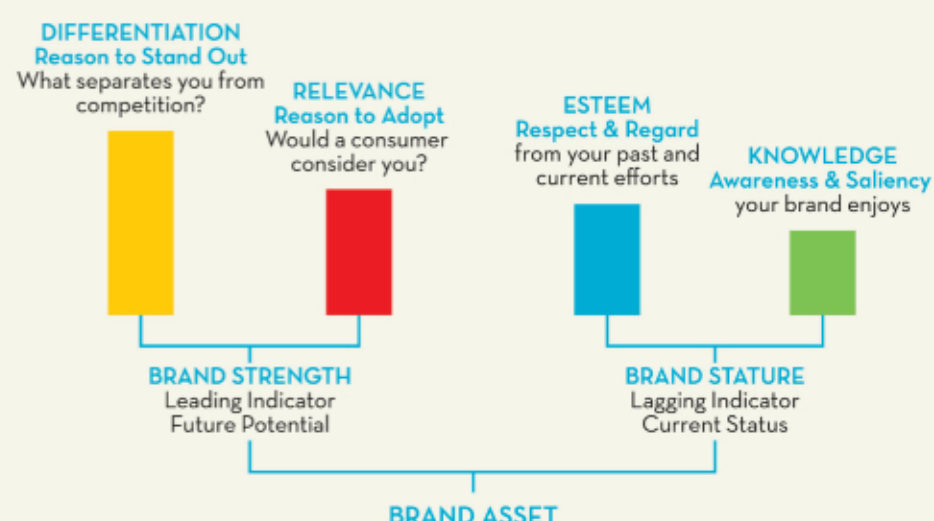 DIFFERENTIATION
Reason to Stand Out
What separates you from
competition?
RELEVANCE
Reason to Adopt
Would a consumer
consider you?
ESTEEM
Respect & Regard
from your past and
current efforts
KNOWLEDGE
Awareness & Saliency
your brand enjoys
BRAND STRENGTH
Leading Indicator
Future Potential
BRAND STATURE
Lagging Indicator
Current Status
BRAND ASSET